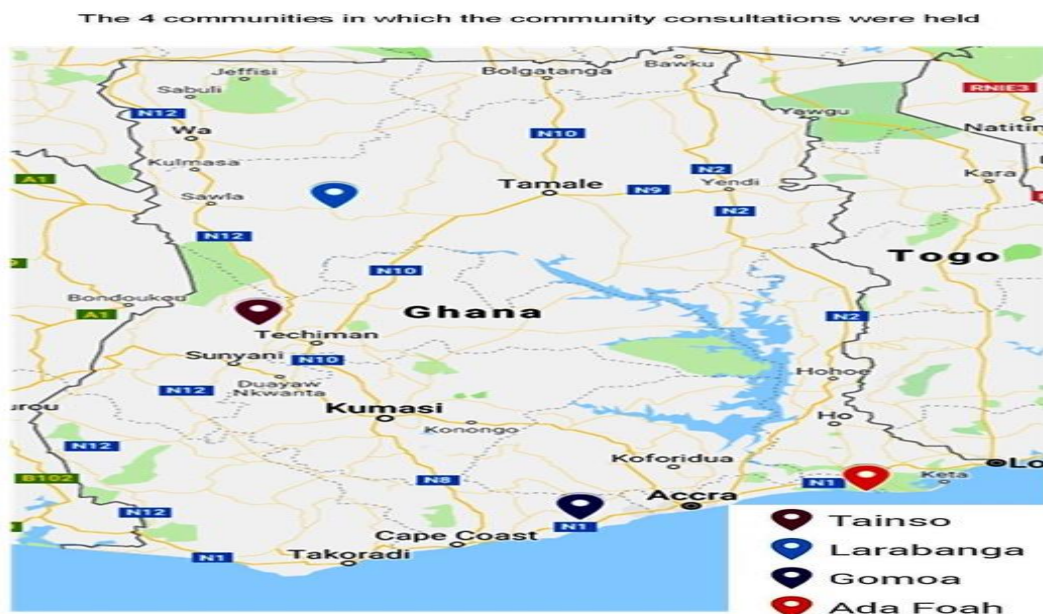 The 4 communities in which the community consultations were held
Jeffisi
Sabuli
Bolgatanga
Bawku
RNIE3
N12
Yawgu
N10
Wa
Kulmasa
N2
Kara
A1
Tamale
N9
Yendi
Sawla
N2
N12
Togo
N10
Bondoukou
Ghana
A1
N2
Techiman
Sunyani
N10
Hohoe
N12
Duayaw
Nkwanta
Kumasi
Ho
Konongo
N12
Koforidua
B102
N8
N1
Keta
Accra
N12
N1
Cape Coast
N1
Takoradi
Tainso
Larabanga
Gomoa
Ada Foah